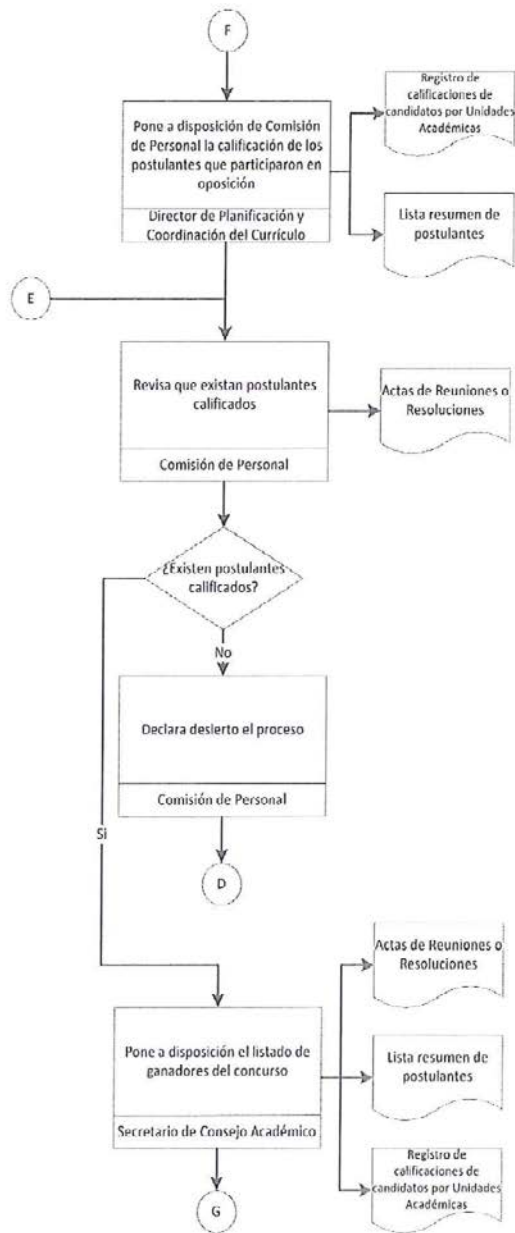 F
Pone a disposición de Comisión
de Personal la calificación de los
postulantes que participaron en
oposición
Director de Planificación y
Coordinación del Currículo
Registro de
calificaciones de
candidatos por Unidades
Académicas
Lista resumen de
postulantes
E
Revisa que existan postulantes
calificados
Comisión de Personal
Actas de Reuniones o
Resoluciones
¿Existen postulantes
calificados?
No
Declara desierto el proceso
Comisión de Personal
Si
D
Pone a disposición el listado de
ganadores del concurso
Secretario de Consejo Académico
Actas de Reuniones o
Resoluciones
Lista resumen de
postulantes
Registro de
calificaciones de
candidatos por Unidades
Académicas
G